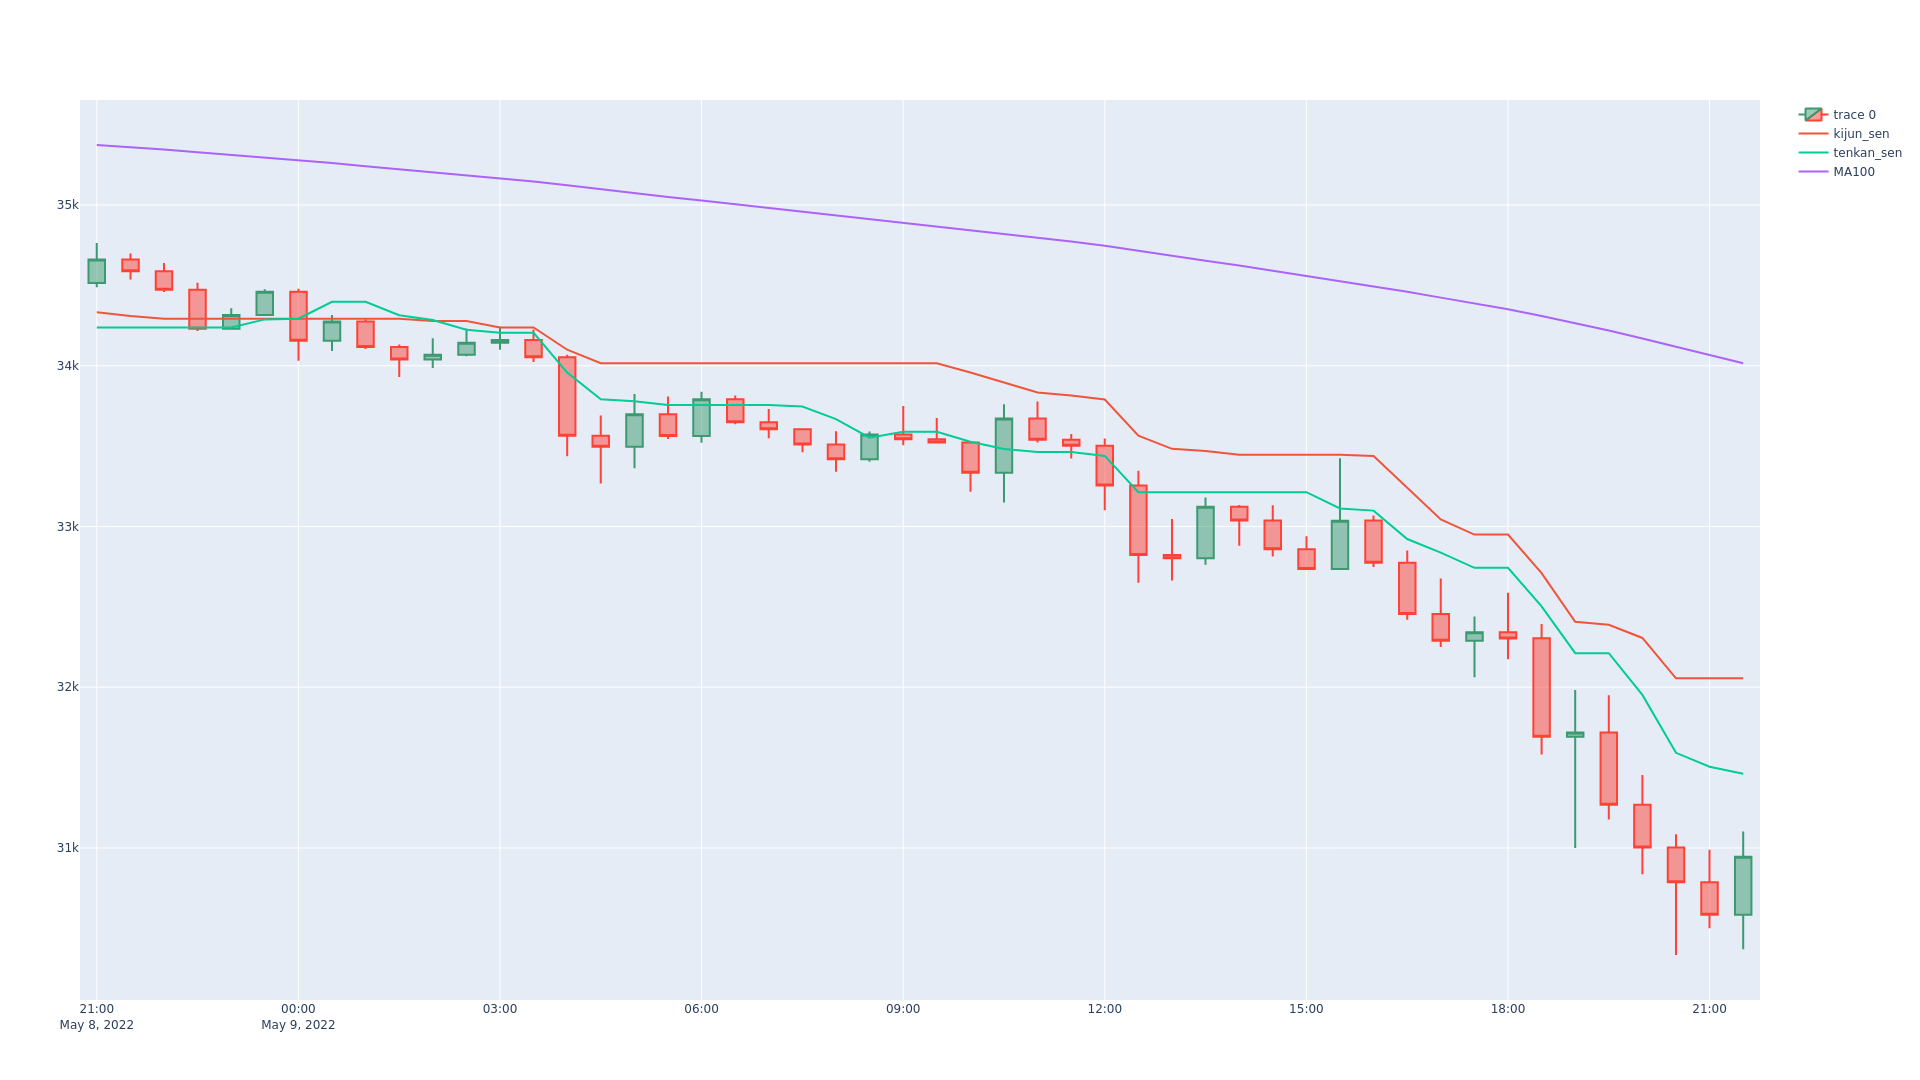 trace 0
kijun_sen
tenkan_sen
MA100
35k
34k
33k
32k
31k
21:00 00:00 03:00 06:00 09:00 12:00 15:00 18:00 21:00
May 8, 2022 May 9, 2022